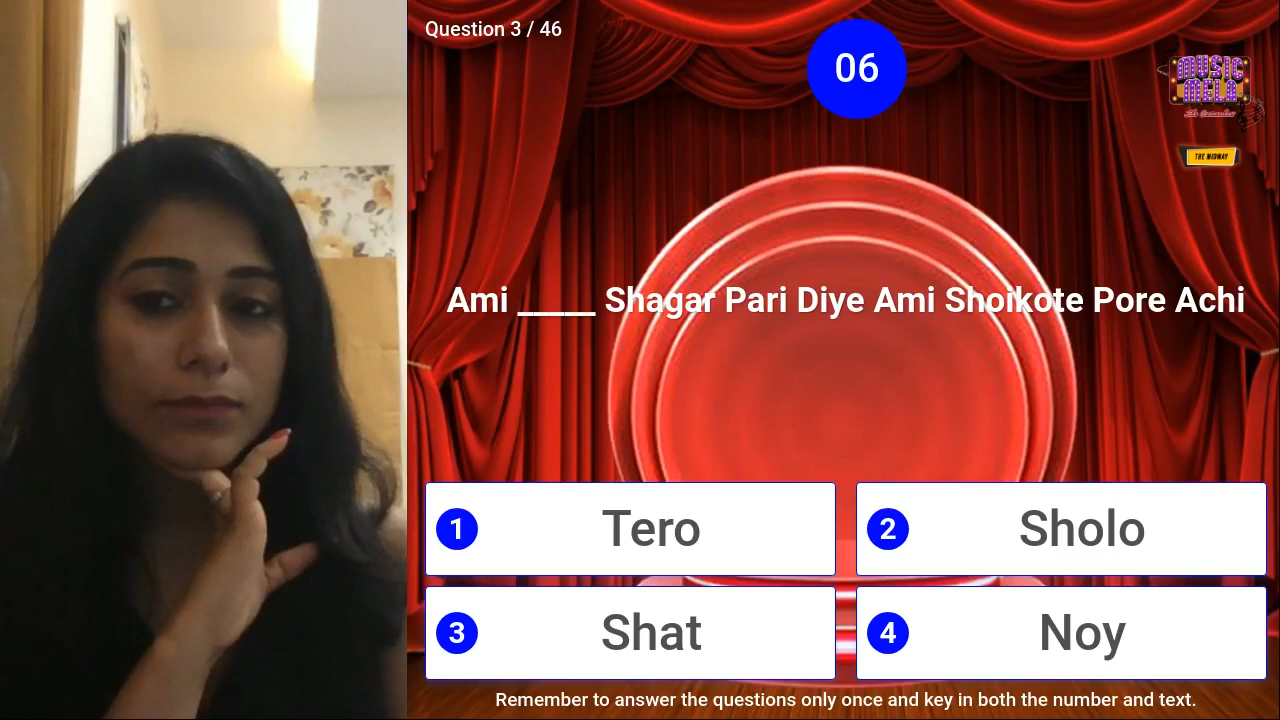 Question 3 / 46
06
MUSIC
MELA
THE MIDWAY
Ami _____ Shagar Pari Diye Ami Shoikote Pore Achi
1 Tero
2 Sholo
3 Shat
4 Noy
Remember to answer the questions only once and key in both the number and text.